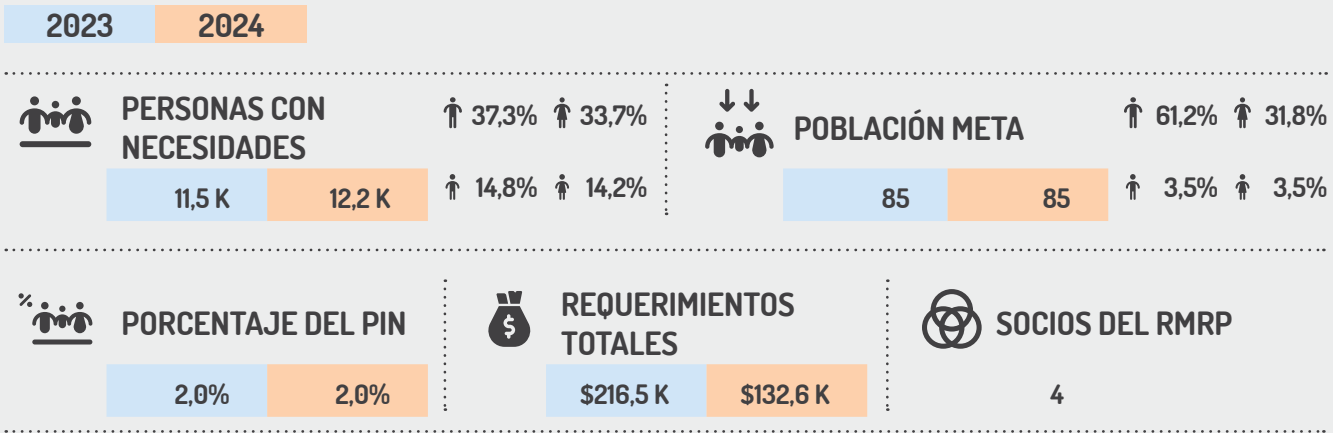 2023 2024
PERSONAS CON
NECESIDADES
11,5 K 12,2 K
37,3% 33,7%
14,8% 14,2%
POBLACIÓN META
85 85
61,2% 31,8%
3,5% 3,5%
% PORCENTAJE DEL PIN
2,0% 2,0%
$ REQUERIMIENTOS
TOTALES
$216,5 K $132,6 K
SOCIOS DEL RMRP
4